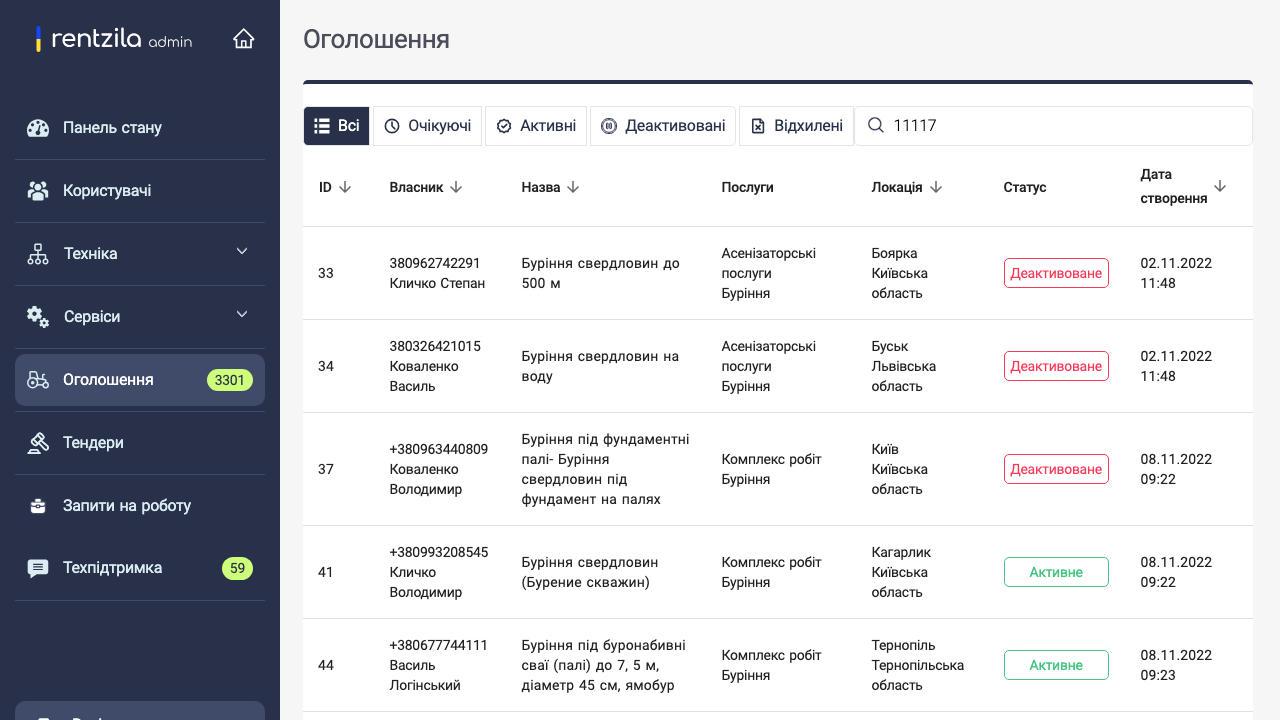 rentzila admin
Панель стану
Користувачі
Техніка
Сервіси
Оголошення 3301
Тендери
Запити на роботу
Техпідтримка 59
Оголошення
Всі Очікуючі Активні Деактивовані Відхилені 11117
ID Власник Назва Послуги Локація Статус Дата створення
33
380962742291
Кличко Степан
Буріння свердловин до
500 м
Асенізаторські
послуги
Буріння
Боярка
Київська
область
Деактивоване
02.11.2022
11:48
34
380326421015
Коваленко
Василь
Буріння свердловин на
воду
Асенізаторські
послуги
Буріння
Буськ
Львівська
область
Деактивоване
02.11.2022
11:48
37
+380963440809
Коваленко
Володимир
Буріння під фундаментні
палі- Буріння
свердловин під
фундамент на палях
Комплекс робіт
Буріння
Київ
Київська
область
Деактивоване
08.11.2022
09:22
41
+380993208545
Кличко
Володимир
Буріння свердловин
(Бурение скважин)
Комплекс робіт
Буріння
Кагарлик
Київська
область
Активне
08.11.2022
09:22
44
+380677744111
Василь
Логінський
Буріння під буронабивні
сваї (палі) до 7, 5 м,
діаметр 45 см, ямобур
Комплекс робіт
Буріння
Тернопіль
Тернопільська
область
Активне
08.11.2022
09:23